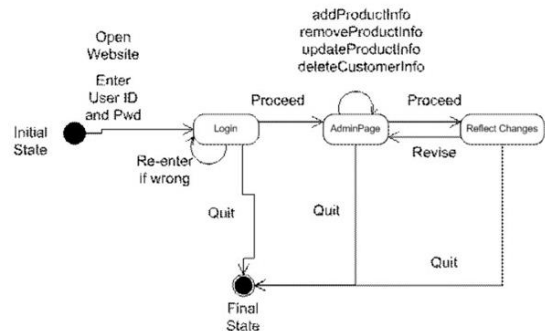 addProductInfo
removeProductInfo
updateProductInfo
deleteCustomerInfo
Open
Website
Enter
User ID
and Pwd
Proceed
Proceed
Initial
State
Login
AdminPage
Reflect Changes
Re-enter
if wrong
Revise
Quit
Quit
Quit
Final
State